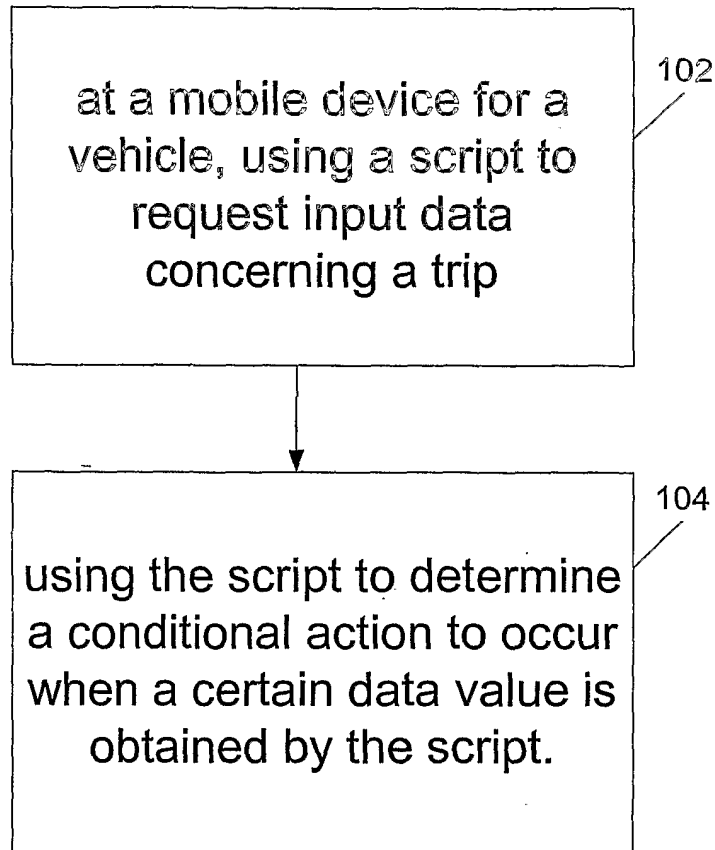 at a mobile device for a
vehicle, using a script to
request input data
concerning a trip
102
using the script to determine
a conditional action to occur
when a certain data value is
obtained by the script.
104